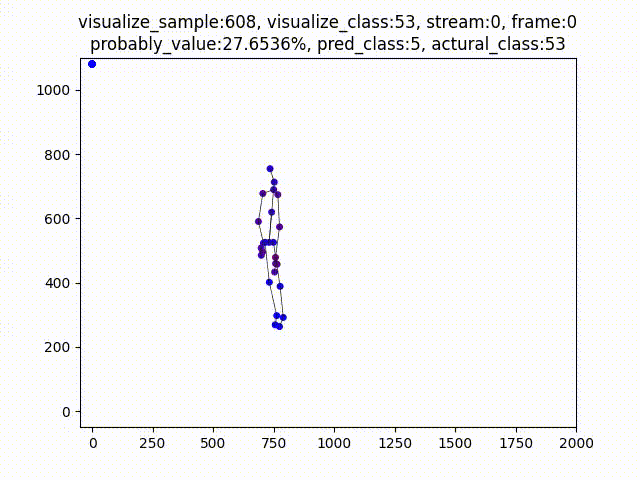 visualize_sample:608, visualize_class:53, stream:0, frame:0
probably_value:27.6536%, pred_class:5, actural_class:53
1000
800
600
400
200
0
0 250 500 750 1000 1250 1500 1750 2000